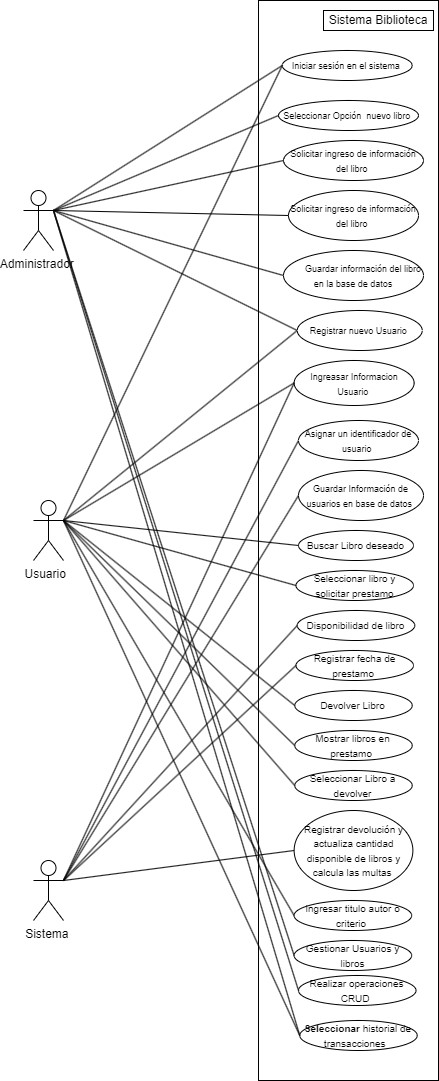 Sistema Biblioteca
Iniciar sesión en el sistema
Seleccionar Opción nuevo libro
Solicitar ingreso de información
del libro
Solicitar ingreso de información
del libro
Administrador
Guardar información del libro
en la base de datos
Registrar nuevo Usuario
Ingreasar Informacion
Usuario
Asignar un identificador de
usuario
Guardar Información de
usuarios en base de datos
Buscar Libro deseado
Usuario
Seleccionar libro y
solicitar prestamo
Disponibilidad de libro
Registrar fecha de
prestamo
Devolver Libro
Mostrar libros en
prestamo
Seleccionar Libro a
devolver
Registrar devolución y
actualiza cantidad
disponible de libros y
calcula las multas
Sistema
Ingresar titulo autor o
criterio
Gestionar Usuarios y
libros
Realizar operaciones
CRUD
Seleccionar historial de
transacciones